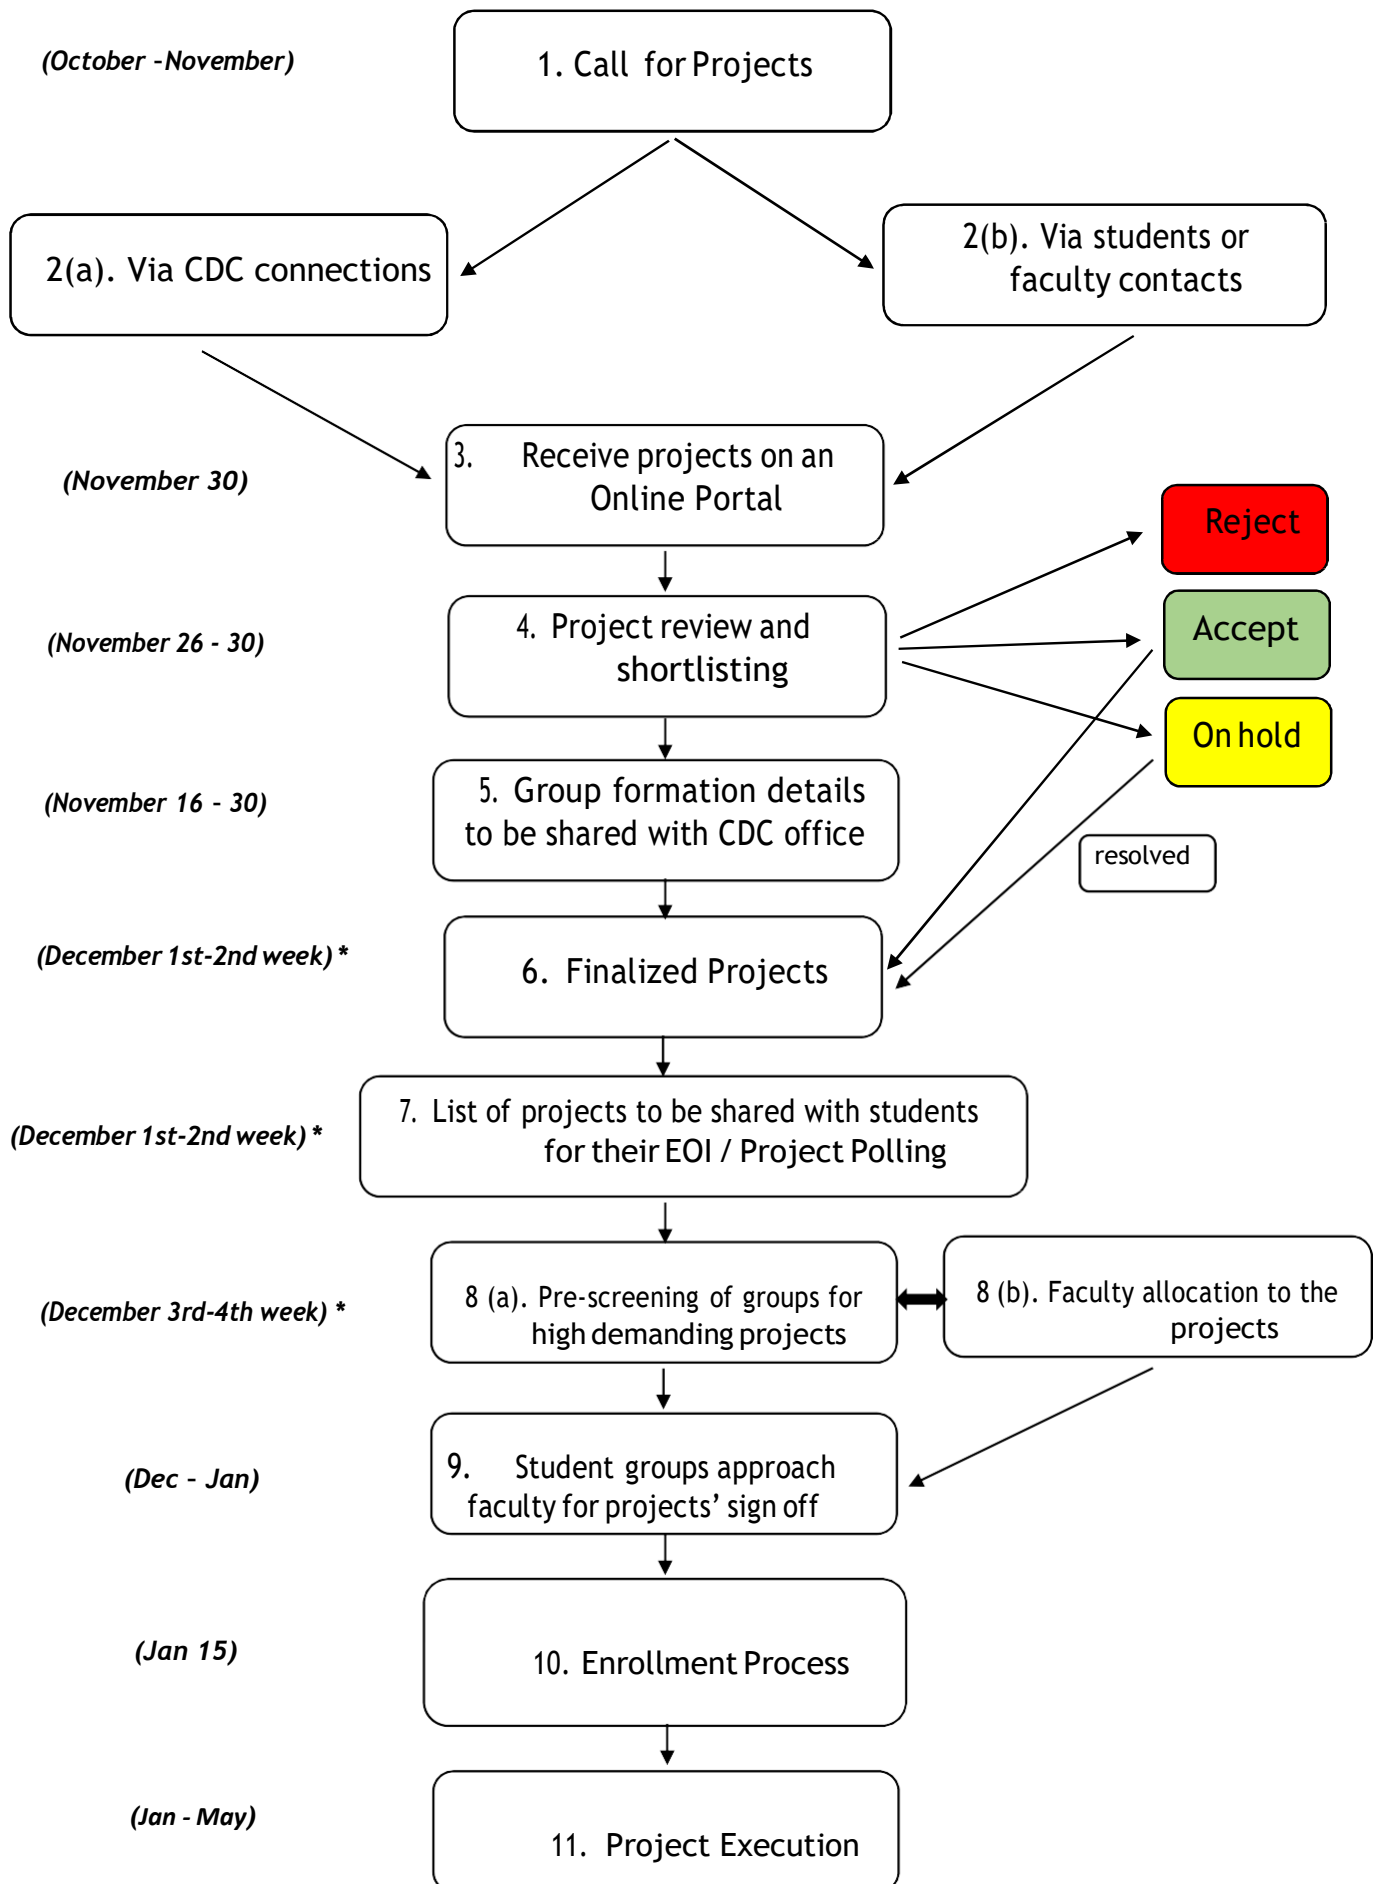 (October –November)
1. Call for Projects
2(a). Via CDC connections
2(b). Via students or
faculty contacts
(November 30)
3. Receive projects on an
Online Portal
Reject
(November 26 - 30)
4. Project review and
shortlisting
Accept
On hold
(November 16 – 30)
5. Group formation details
to be shared with CDC office
resolved
(December 1st-2nd week) *
6. Finalized Projects
(December 1st-2nd week) *
7. List of projects to be shared with students
for their EOI / Project Polling
(December 3rd-4th week) *
8 (a). Pre-screening of groups for
high demanding projects
8 (b). Faculty allocation to the
projects
(Dec – Jan)
9. Student groups approach
faculty for projects’ sign off
(Jan 15)
10. Enrollment Process
(Jan - May)
11. Project Execution